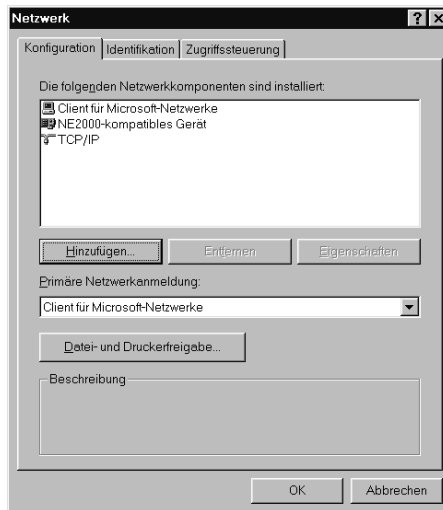 Netzwerk
Konfiguration Identifikation Zugriffssteuerung
Die folgenden Netzwerkkomponenten sind installiert:
Client für Microsoft-Netzwerke
NE2000-kompatibles Gerät
TCP/IP
Hinzufügen... Entfernen Eigenschaften
Primäre Netzwerkanmeldung:
Client für Microsoft-Netzwerke
Datei- und Druckerfreigabe...
Beschreibung
OK Abbrechen